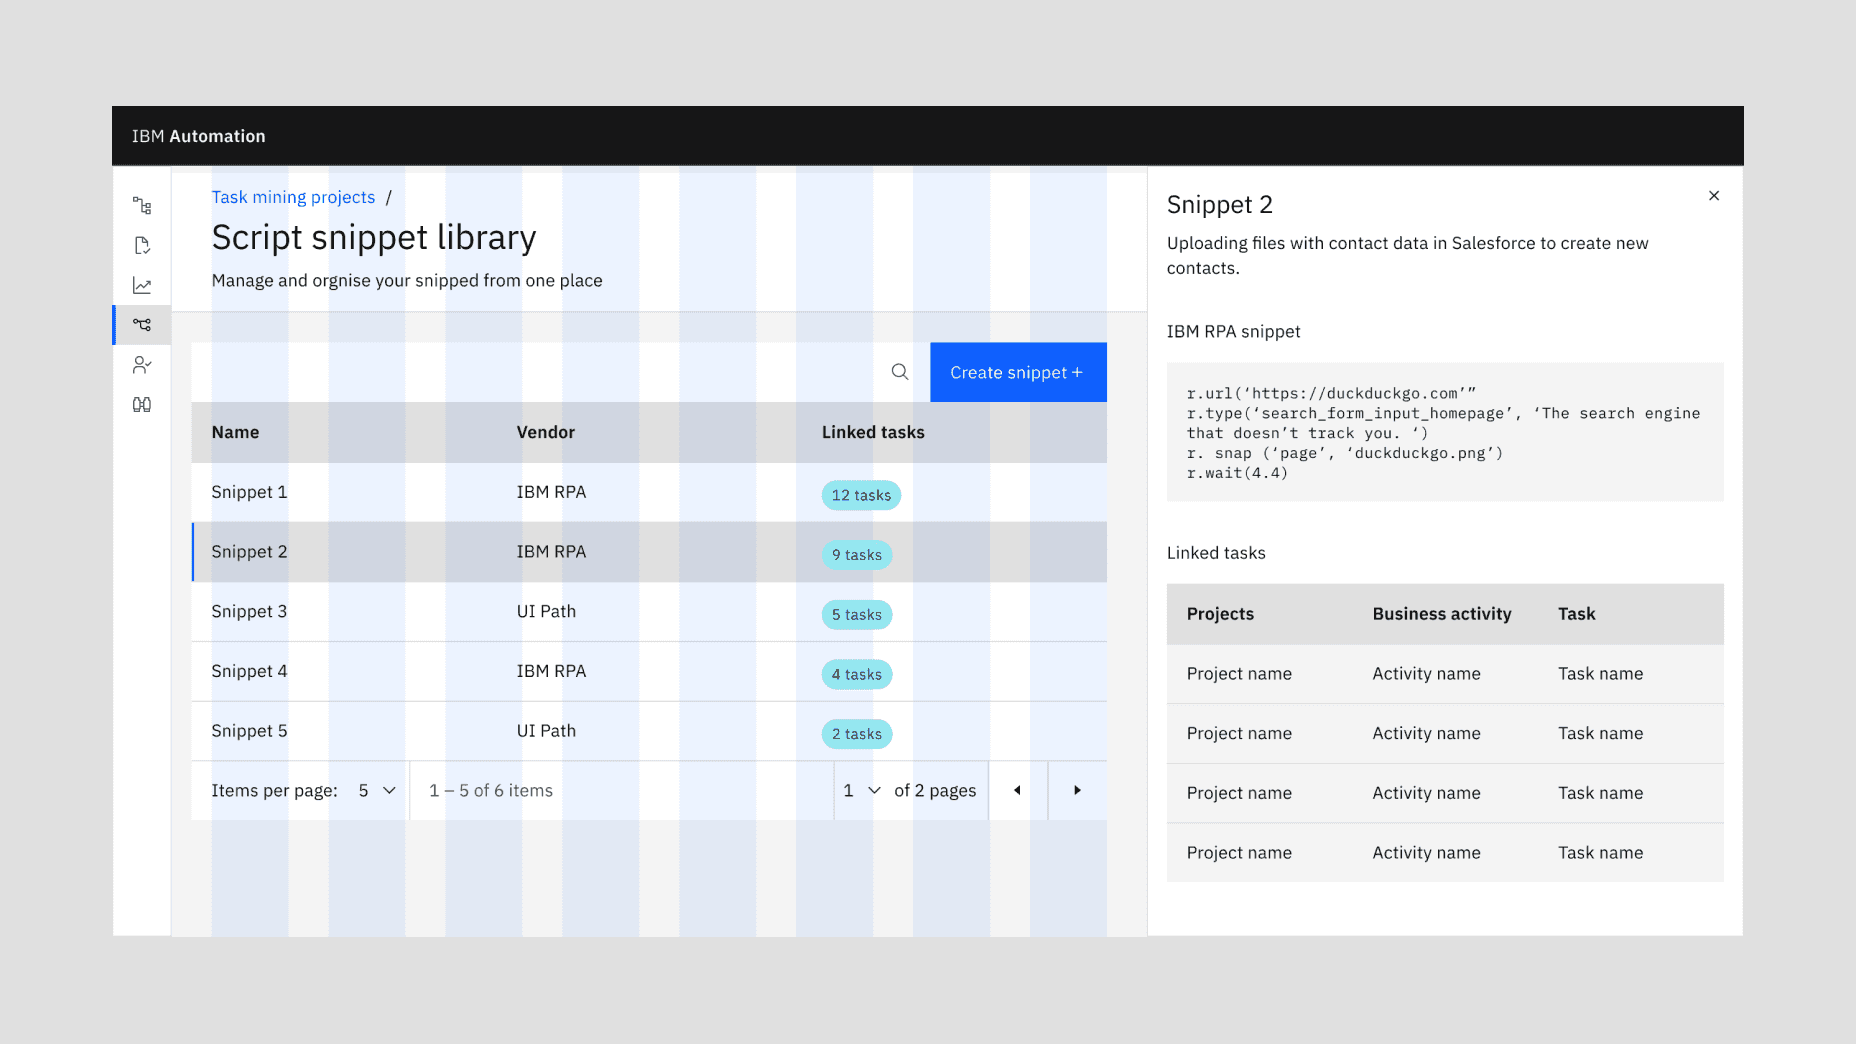 IBM Automation
Task mining projects /
Script snippet library
Manage and orgnise your snipped from one place
Create snippet +
Name Vendor Linked tasks
Snippet 1 IBM RPA 12 tasks
Snippet 2 IBM RPA 9 tasks
Snippet 3 UI Path 5 tasks
Snippet 4 IBM RPA 4 tasks
Snippet 5 UI Path 2 tasks
Items per page: 5 1 – 5 of 6 items 1 of 2 pages
Snippet 2
Uploading files with contact data in Salesforce to create new
contacts.
IBM RPA snippet
r.url(‘https://duckduckgo.com’”
r.type(‘search_form_input_homepage’, ‘The search engine
that doesn’t track you. ‘)
r. snap (‘page’, ‘duckduckgo.png’)
r.wait(4.4)
Linked tasks
Projects Business activity Task
Project name Activity name Task name
Project name Activity name Task name
Project name Activity name Task name
Project name Activity name Task name